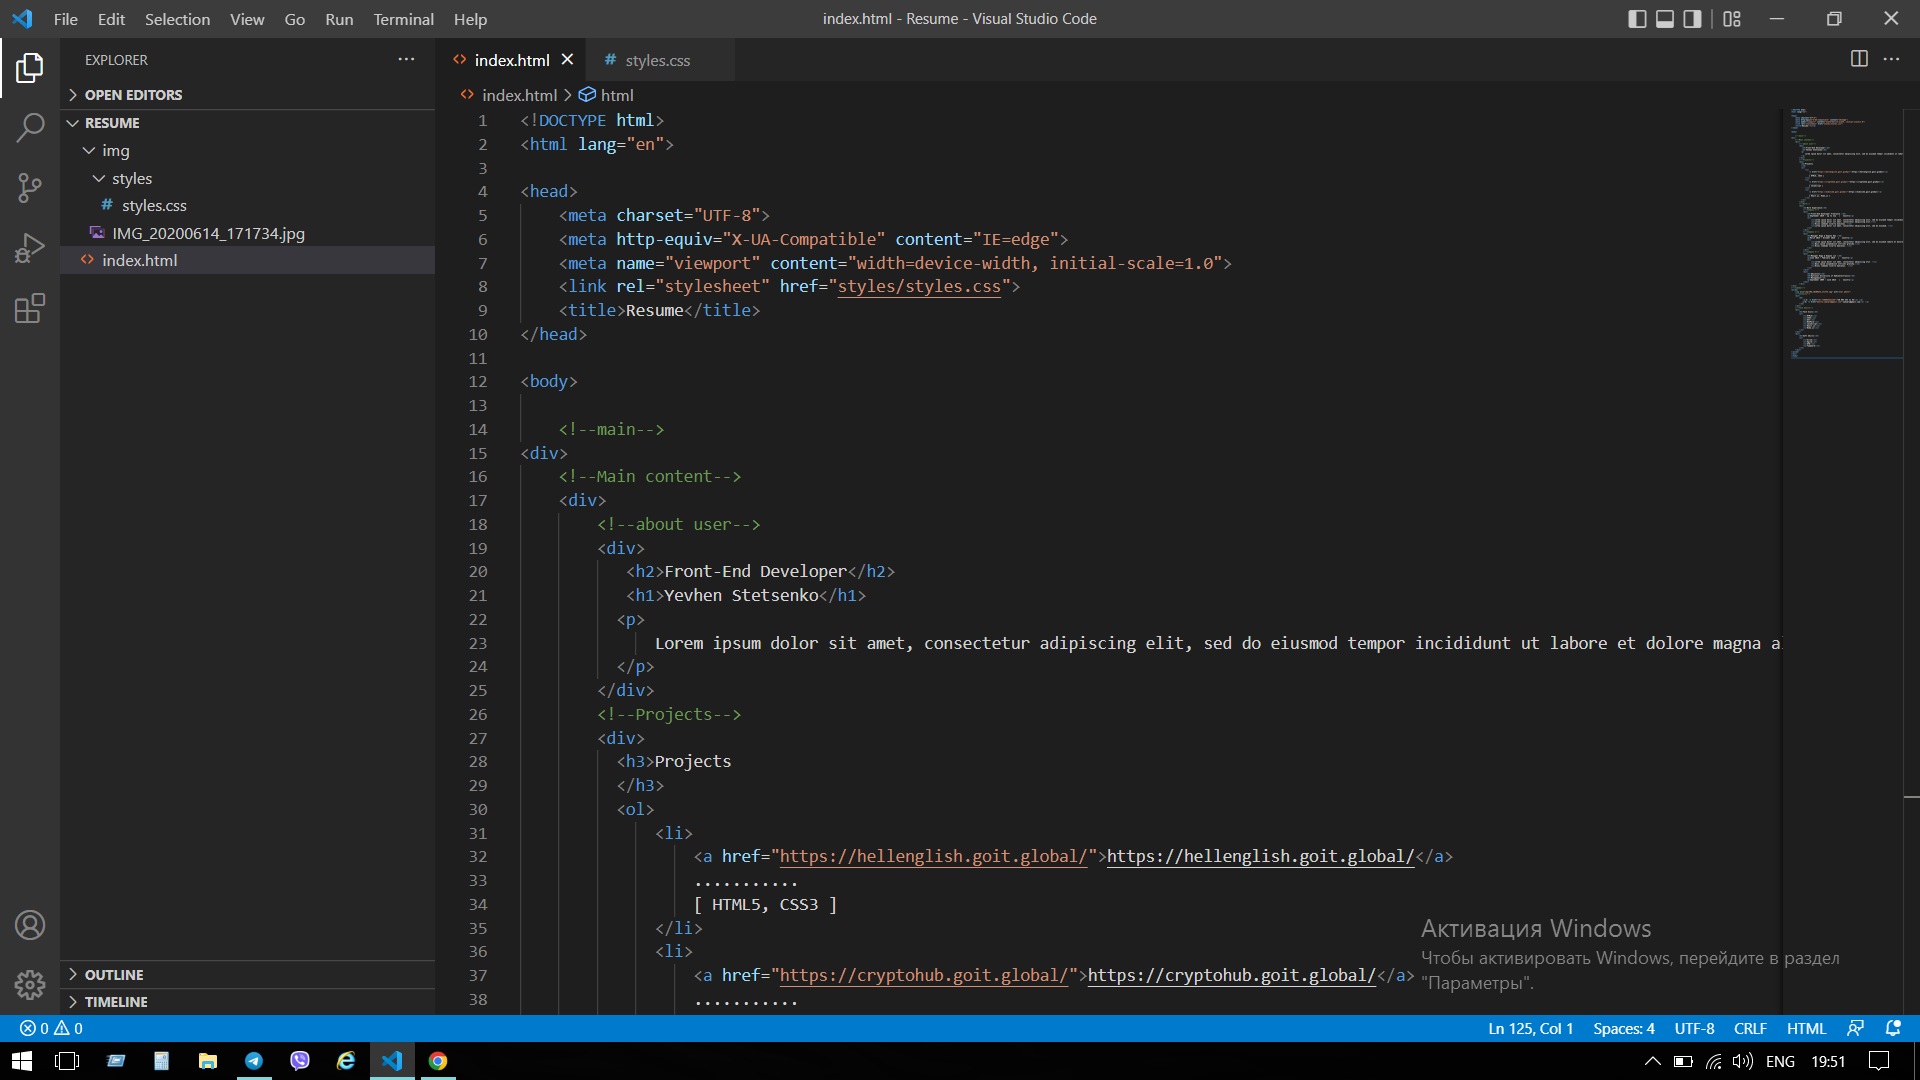 File Edit Selection View Go Run Terminal Help
index.html - Resume - Visual Studio Code
EXPLORER
OPEN EDITORS
RESUME
img
styles
# styles.css
IMG_20200614_171734.jpg
<> index.html
OUTLINE
TIMELINE
<> index.html
# styles.css
<> index.html > html
1 <!DOCTYPE html>
2 <html lang="en">
3
4 <head>
5 <meta charset="UTF-8">
6 <meta http-equiv="X-UA-Compatible" content="IE=edge">
7 <meta name="viewport" content="width=device-width, initial-scale=1.0">
8 <link rel="stylesheet" href="styles/styles.css">
9 <title>Resume</title>
10 </head>
11
12 <body>
13
14 <!--main-->
15 <div>
16 <!--Main content-->
17 <div>
18 <!--about user-->
19 <div>
20 <h2>Front-End Developer</h2>
21 <h1>Yevhen Stetsenko</h1>
22 <p>
23 Lorem ipsum dolor sit amet, consectetur adipiscing elit, sed do eiusmod tempor incididunt ut labore et dolore magna a
24 </p>
25 </div>
26 <!--Projects-->
27 <div>
28 <h3>Projects
29 </h3>
30 <ol>
31 <li>
32 <a href="https://hellenglish.goit.global/">https://hellenglish.goit.global/</a>
33 ...........
34 [ HTML5, CSS3 ]
35 </li>
36 <li>
37 <a href="https://cryptohub.goit.global/">https://cryptohub.goit.global/</a>
38 ...........
Активация Windows
Чтобы активировать Windows, перейдите в раздел
"Параметры".
0 0
Ln 125, Col 1 Spaces: 4 UTF-8 CRLF HTML
ENG 19:51